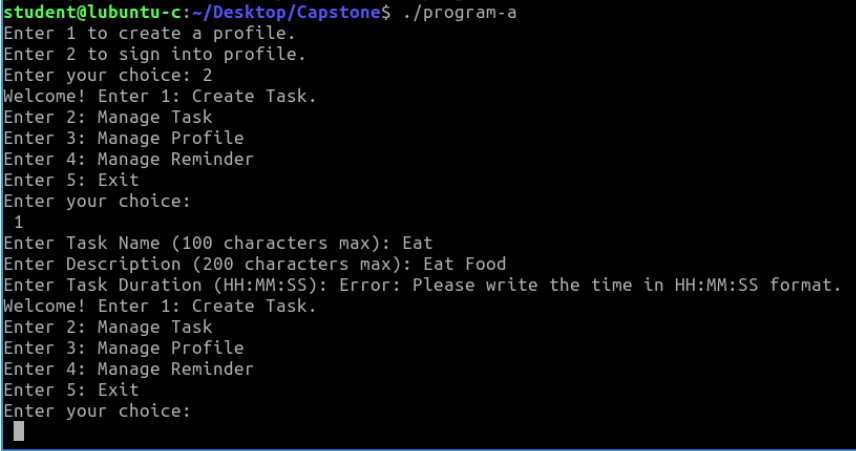 student@lubuntu-c:~/Desktop/Capstone$ ./program-a
Enter 1 to create a profile.
Enter 2 to sign into profile.
Enter your choice: 2
Welcome! Enter 1: Create Task.
Enter 2: Manage Task
Enter 3: Manage Profile
Enter 4: Manage Reminder
Enter 5: Exit
Enter your choice:
1
Enter Task Name (100 characters max): Eat
Enter Description (200 characters max): Eat Food
Enter Task Duration (HH:MM:SS): Error: Please write the time in HH:MM:SS format.
Welcome! Enter 1: Create Task.
Enter 2: Manage Task
Enter 3: Manage Profile
Enter 4: Manage Reminder
Enter 5: Exit
Enter your choice: